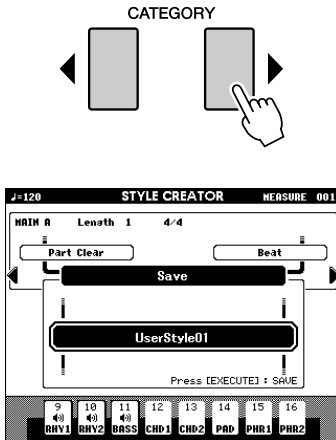 CATEGORY
♩=120 STYLE CREATOR MEASURE 001
MAIN A Length 1 4/4
Part Clear Beat
Save
UserStyle01
Press [EXECUTE] : SAVE
9 10 11 12 13 14 15 16
RHY1 RHY2 BASS CHD1 CHD2 PAD PHR1 PHR2